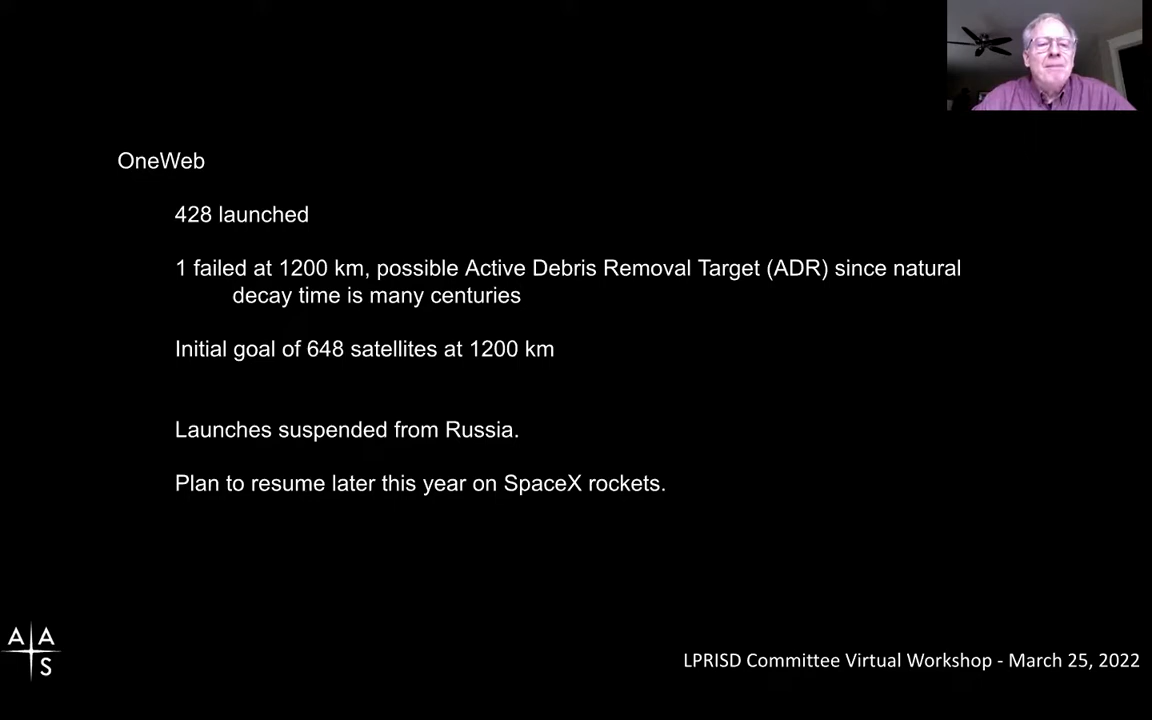 OneWeb
428 launched
1 failed at 1200 km, possible Active Debris Removal Target (ADR) since natural
decay time is many centuries
Initial goal of 648 satellites at 1200 km
Launches suspended from Russia.
Plan to resume later this year on SpaceX rockets.
A A
S
LPRISD Committee Virtual Workshop - March 25, 2022